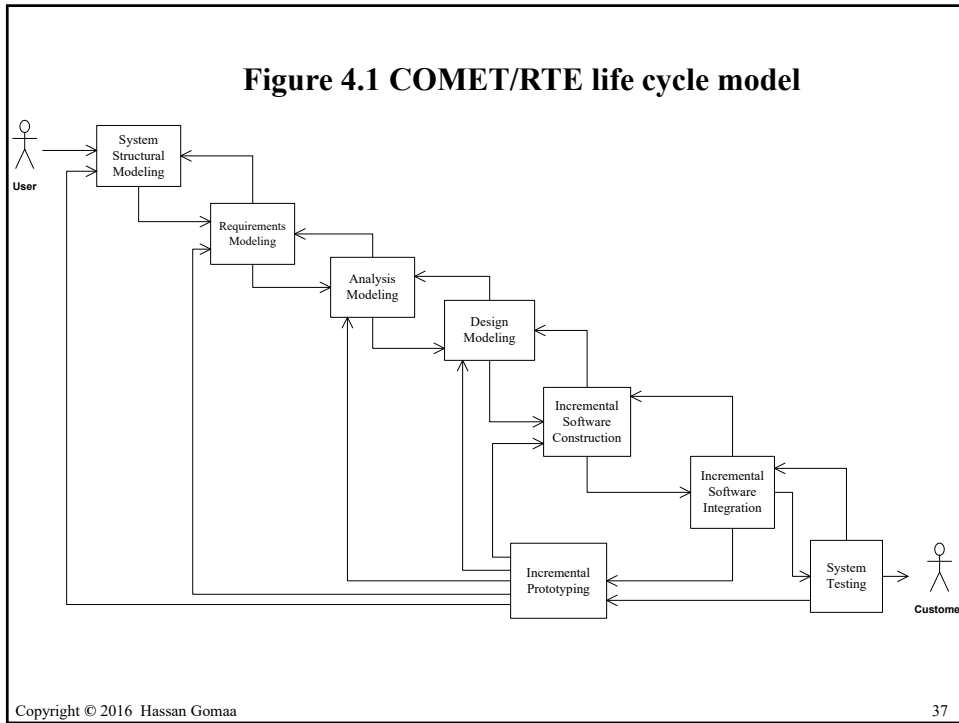 Figure 4.1 COMET/RTE life cycle model
User
System
Structural
Modeling
Requirements
Modeling
Analysis
Modeling
Design
Modeling
Incremental
Software
Construction
Incremental
Software
Integration
Incremental
Prototyping
System
Testing
Custome
Copyright © 2016 Hassan Gomaa
37